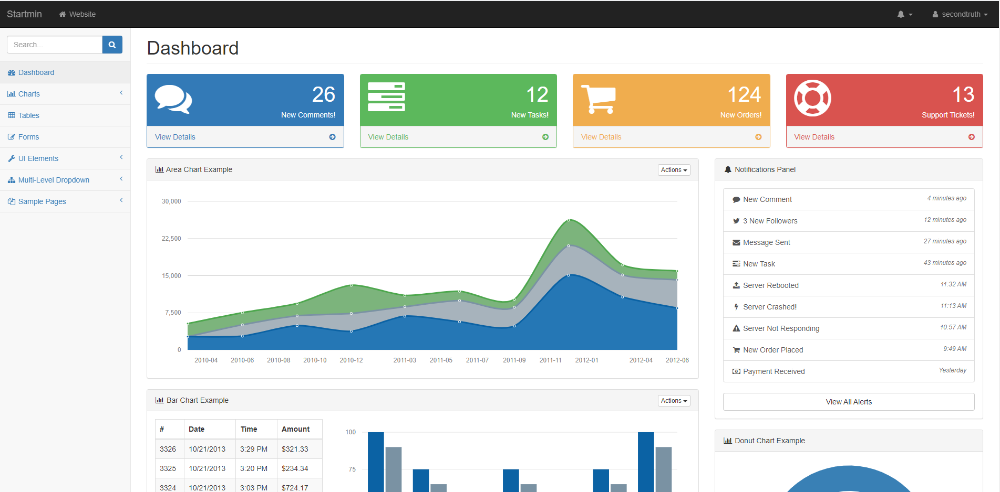 Startmin
Website
secondtruth
Search...
Dashboard
Charts
Tables
Forms
UI Elements
Multi-Level Dropdown
Sample Pages
Dashboard
26
New Comments!
View Details
12
New Tasks!
View Details
124
New Orders!
View Details
13
Support Tickets!
View Details
Area Chart Example
Actions
30,000
22,500
15,000
7,500
0
2010-04 2010-06 2010-08 2010-10 2010-12 2011-03 2011-05 2011-07 2011-09 2011-11 2012-01 2012-04 2012-06
Notifications Panel
New Comment 4 minutes ago
3 New Followers 12 minutes ago
Message Sent 27 minutes ago
New Task 43 minutes ago
Server Rebooted 11:32 AM
Server Crashed! 11:13 AM
Server Not Responding 10:57 AM
New Order Placed 9:49 AM
Payment Received Yesterday
View All Alerts
Bar Chart Example
Actions
# Date Time Amount
3326 10/21/2013 3:29 PM $321.33
3325 10/21/2013 3:20 PM $234.34
3324 10/21/2013 3:03 PM $724.17
100
75
Donut Chart Example